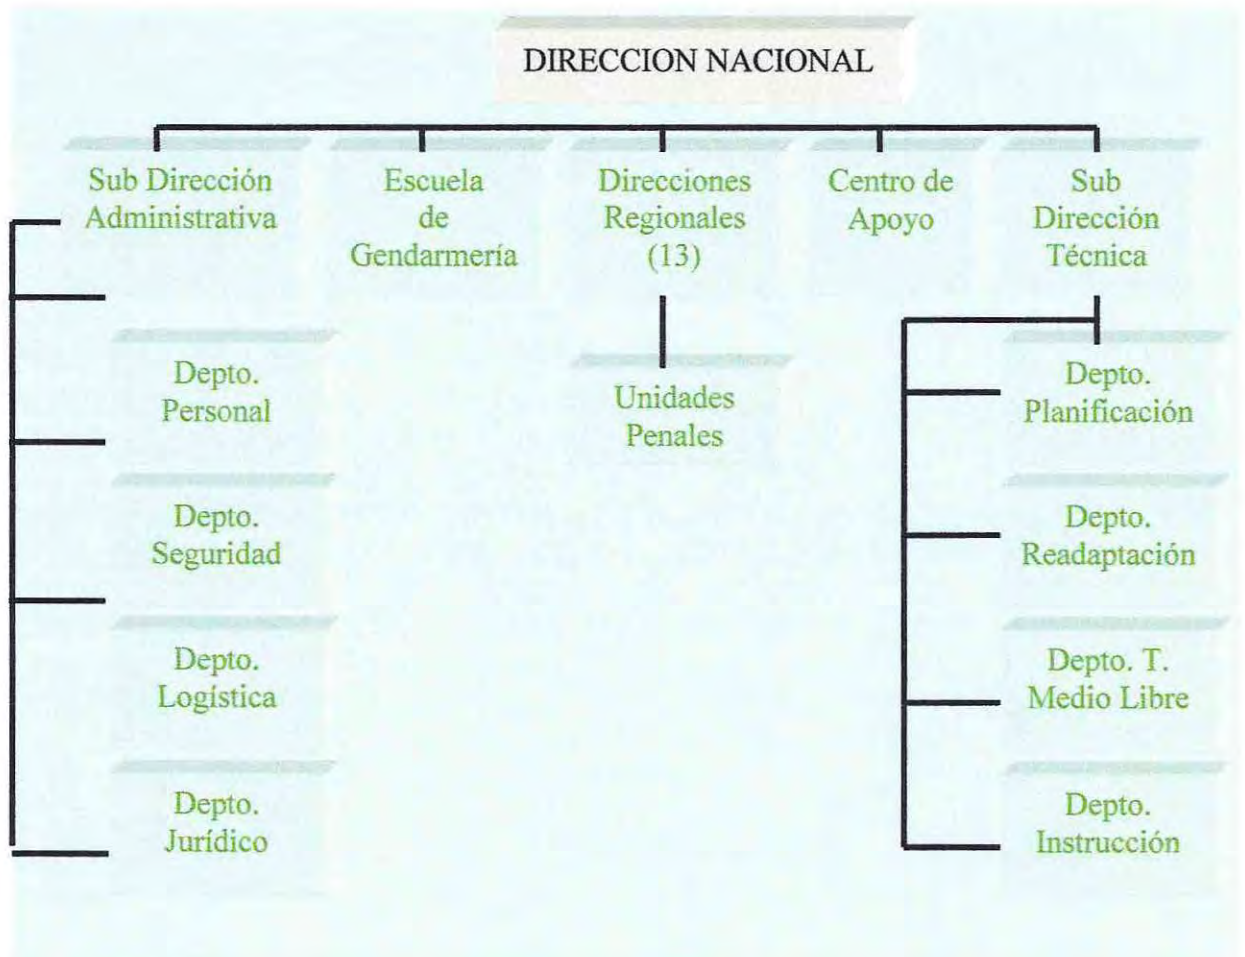 DIRECCION NACIONAL
Sub Dirección
Administrativa
Escuela
de
Gendarmería
Direcciones
Regionales
(13)
Centro de
Apoyo
Sub
Dirección
Técnica
Depto.
Personal
Depto.
Seguridad
Depto.
Logística
Depto.
Jurídico
Unidades
Penales
Depto.
Planificación
Depto.
Readaptación
Depto. T.
Medio Libre
Depto.
Instrucción